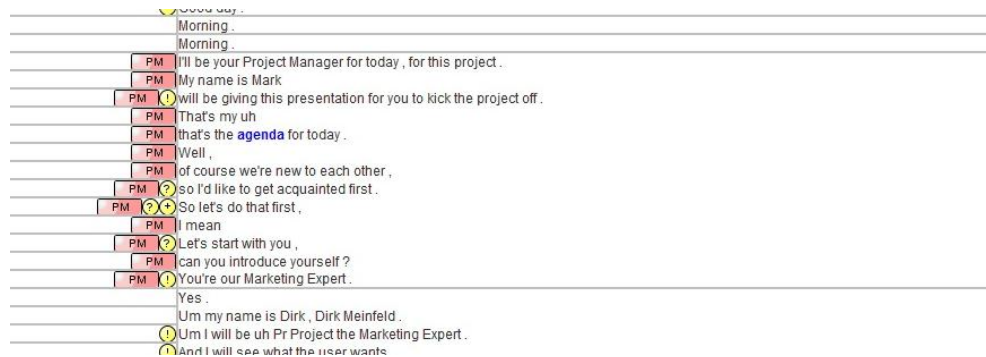 ! Good day .
Morning .
Morning .
PM I'll be your Project Manager for today , for this project .
PM My name is Mark
PM ! will be giving this presentation for you to kick the project off .
PM That's my uh
PM that's the agenda for today .
PM Well ,
PM of course we're new to each other ,
PM ? so I'd like to get acquainted first .
PM ? + So let's do that first ,
PM I mean
PM ? Let's start with you ,
PM can you introduce yourself ?
PM ! You're our Marketing Expert .
Yes .
Um my name is Dirk , Dirk Meinfeld .
! Um I will be uh Pr Project the Marketing Expert .
! And I will see what the user wants